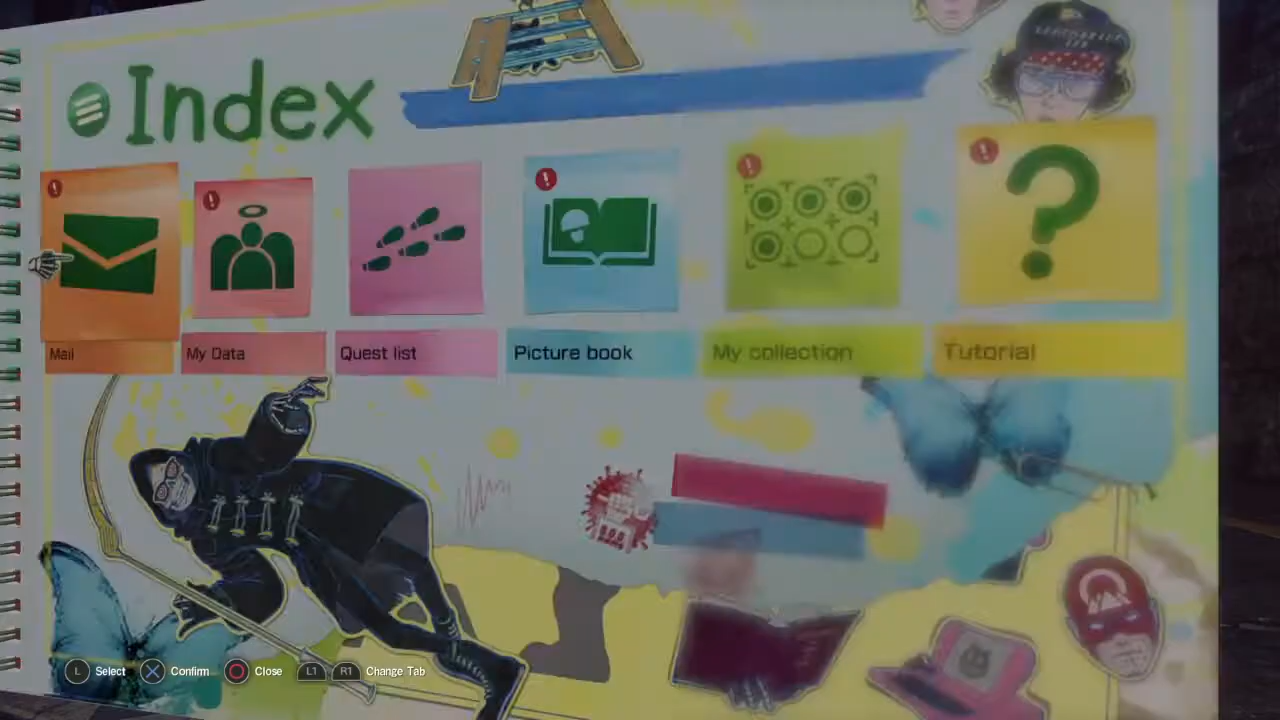 Index
Mail
My Data
Quest list
Picture book
My collection
Tutorial
L Select Confirm Close L1 R1 Change Tab